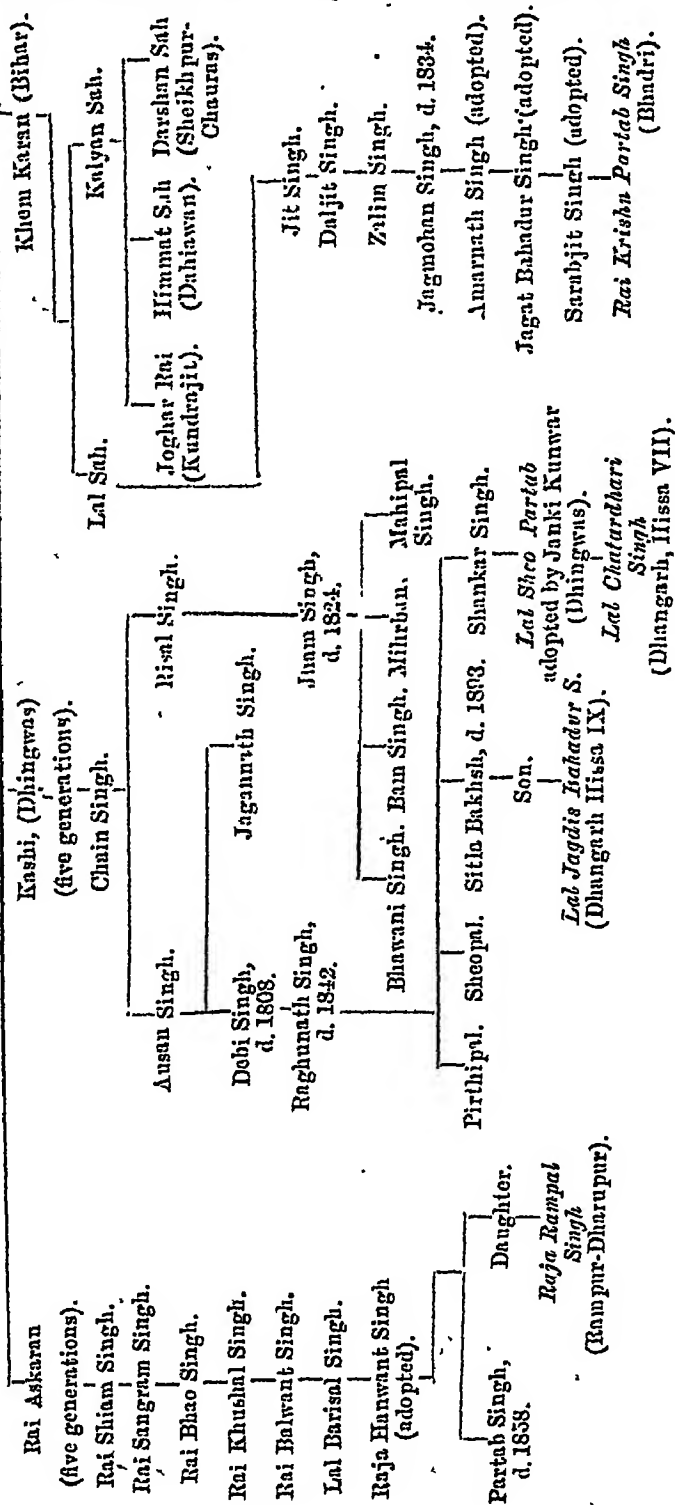 Rai Askaran
(five generations).
Rai Shiam Singh.
Rai Sangram Singh.
Rai Bhao Singh.
Rai Khushal Singh.
Rai Balwant Singh.
Lal Barisal Singh.
Raja Hanwant Singh
(adopted).
Partab Singh,
d. 1858.
Daughter.
Raja Rampal
Singh
(Rampur-Dharupur).
Kashi, (Dhingwas)
(five generations).
Chain Singh.
Ausan Singh.
Risal Singh.
Debi Singh,
d. 1808.
Jagannath Singh.
Raghunath Singh,
d. 1842.
Jham Singh,
d. 1824.
Bhawani Singh.
Bam Singh.
Mihrban.
Mahipal
Singh.
Pirthipal.
Sheopal.
Sitla Bakhsh, d. 1893.
Shankar Singh.
Son.
Lal Jagdis Bahadur S.
(Dhangarh Hissa IX).
Lal Sheo Partab
adopted by Janki Kunwar
(Dhingwas).
Lal Chatardhari
Singh
(Dhangarh, Hissa VII).
Khem Karan (Bihar).
Lal Sah.
Kalyan Sah.
Joghar Rai
(Kundrajit).
Himmat Sah
(Dahiawan).
Darshan Sah
(Sheikhpur-
Chauras).
Jit Singh.
Daljit Singh.
Zalim Singh.
Jagmohan Singh, d. 1834.
Amarnath Singh (adopted).
Jagat Bahadur Singh (adopted).
Sarabjit Singh (adopted).
Rai Krishn Partab Singh
(Bhadri).